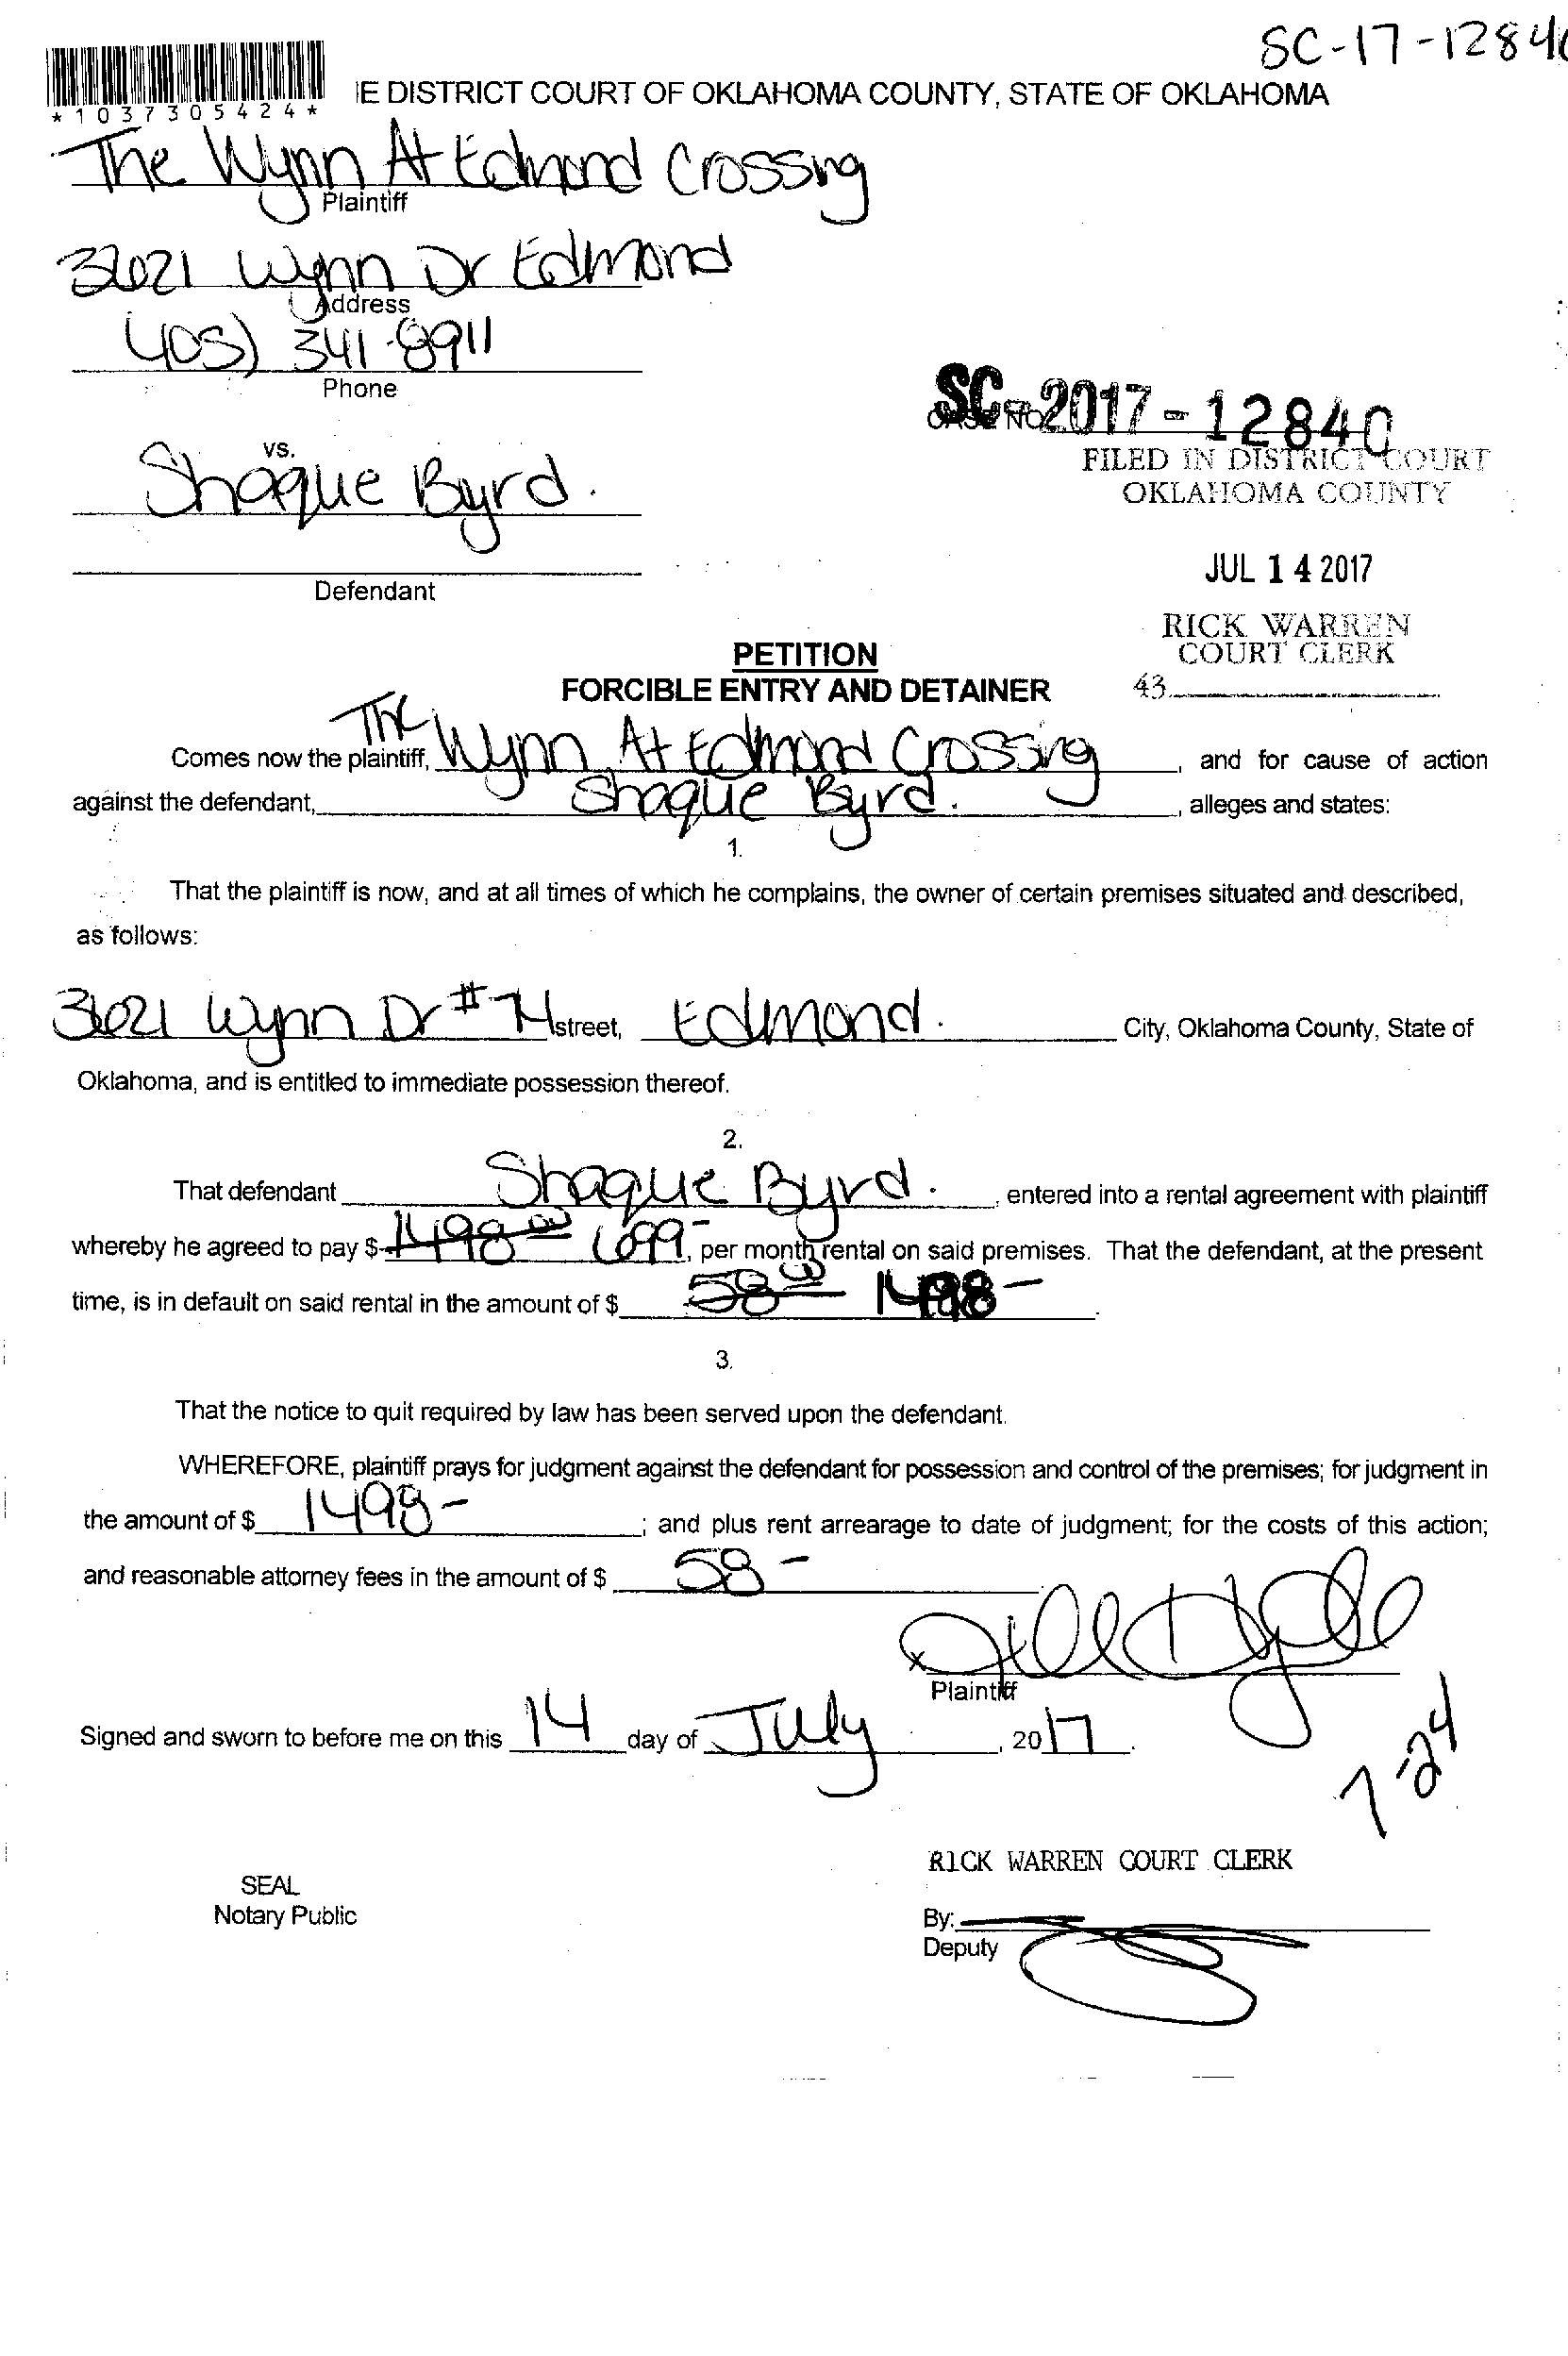 SC-17-1284
*1037305424*
IE DISTRICT COURT OF OKLAHOMA COUNTY, STATE OF OKLAHOMA
The Wynn At Edmond Crossing
Plaintiff
3621 Wynn Dr Edmond
Address
405) 341-8911
Phone
SC-2017-12840
CASE NO.
FILED IN DISTRICT COURT
OKLAHOMA COUNTY
vs.
Shaque Byrd.
JUL 14 2017
Defendant
RICK WARREN
COURT CLERK
43
PETITION
FORCIBLE ENTRY AND DETAINER
Comes now the plaintiff, The Wynn At Edmond Crossing, and for cause of action
against the defendant, Shaque Byrd., alleges and states:
1.
That the plaintiff is now, and at all times of which he complains, the owner of certain premises situated and described,
as follows:
3621 Wynn Dr # 74 street, Edmond. City, Oklahoma County, State of
Oklahoma, and is entitled to immediate possession thereof.
2.
That defendant Shaque Byrd., entered into a rental agreement with plaintiff
whereby he agreed to pay $ 1498 00 699-, per month rental on said premises. That the defendant, at the present
time, is in default on said rental in the amount of $ 58 00 1498-.
3.
That the notice to quit required by law has been served upon the defendant.
WHEREFORE, plaintiff prays for judgment against the defendant for possession and control of the premises; for judgment in
the amount of $ 1498-; and plus rent arrearage to date of judgment; for the costs of this action;
and reasonable attorney fees in the amount of $ 58-
x
Plaintiff
Signed and sworn to before me on this 14 day of July, 2017.
7-24
RICK WARREN COURT CLERK
SEAL
Notary Public
By:
Deputy